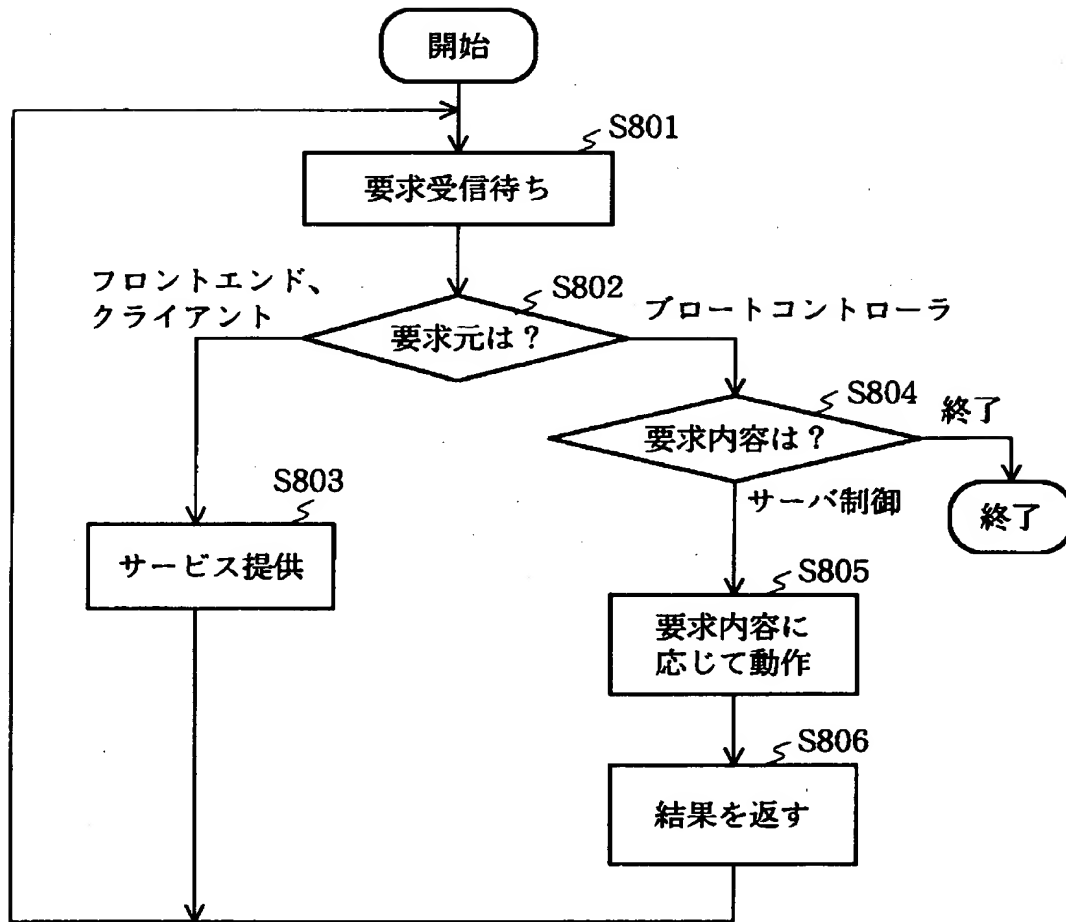 開始
S801
要求受信待ち
フロントエンド、
クライアント
S802
要求元は?
ブロートコントローラ
S804
要求内容は?
終了
サーバ制御
終了
S803
サービス提供
S805
要求内容に
応じて動作
S806
結果を返す